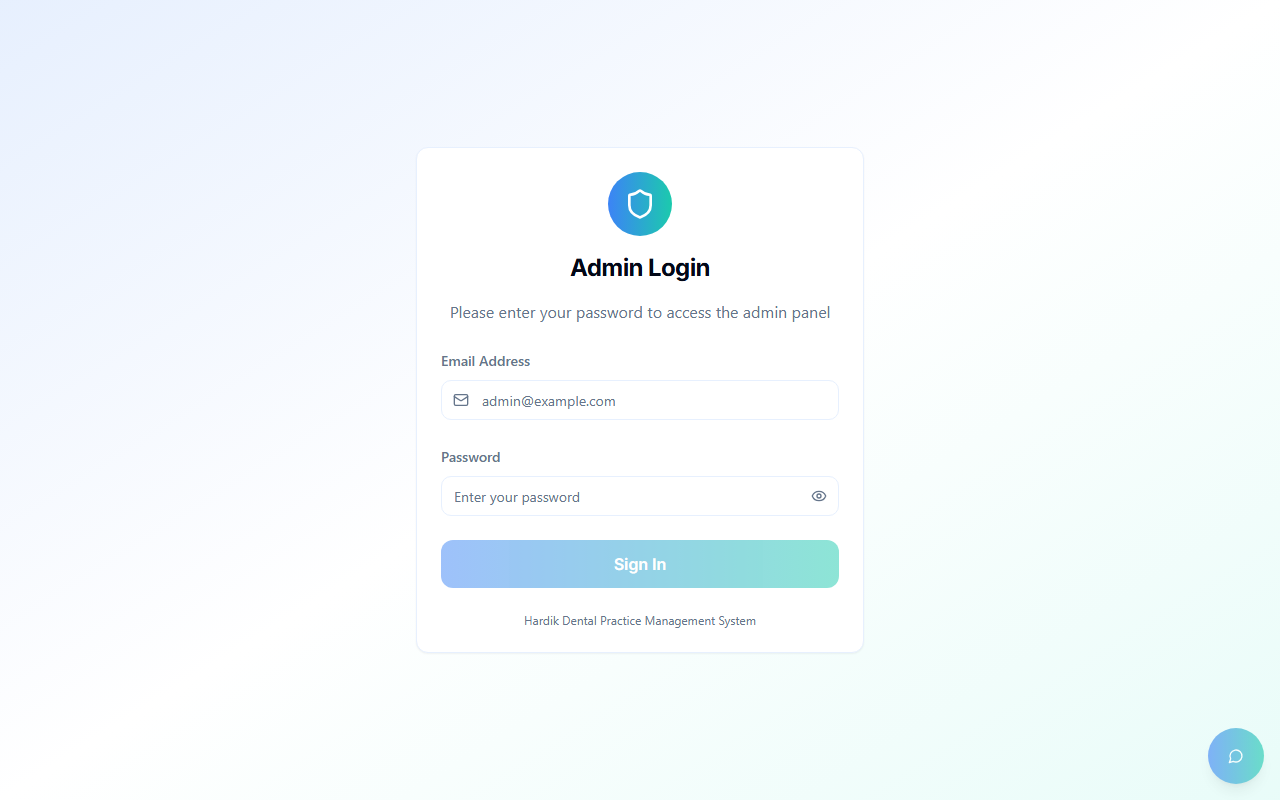 Admin Login
Please enter your password to access the admin panel
Email Address
admin@example.com
Password
Enter your password
Sign In
Hardik Dental Practice Management System